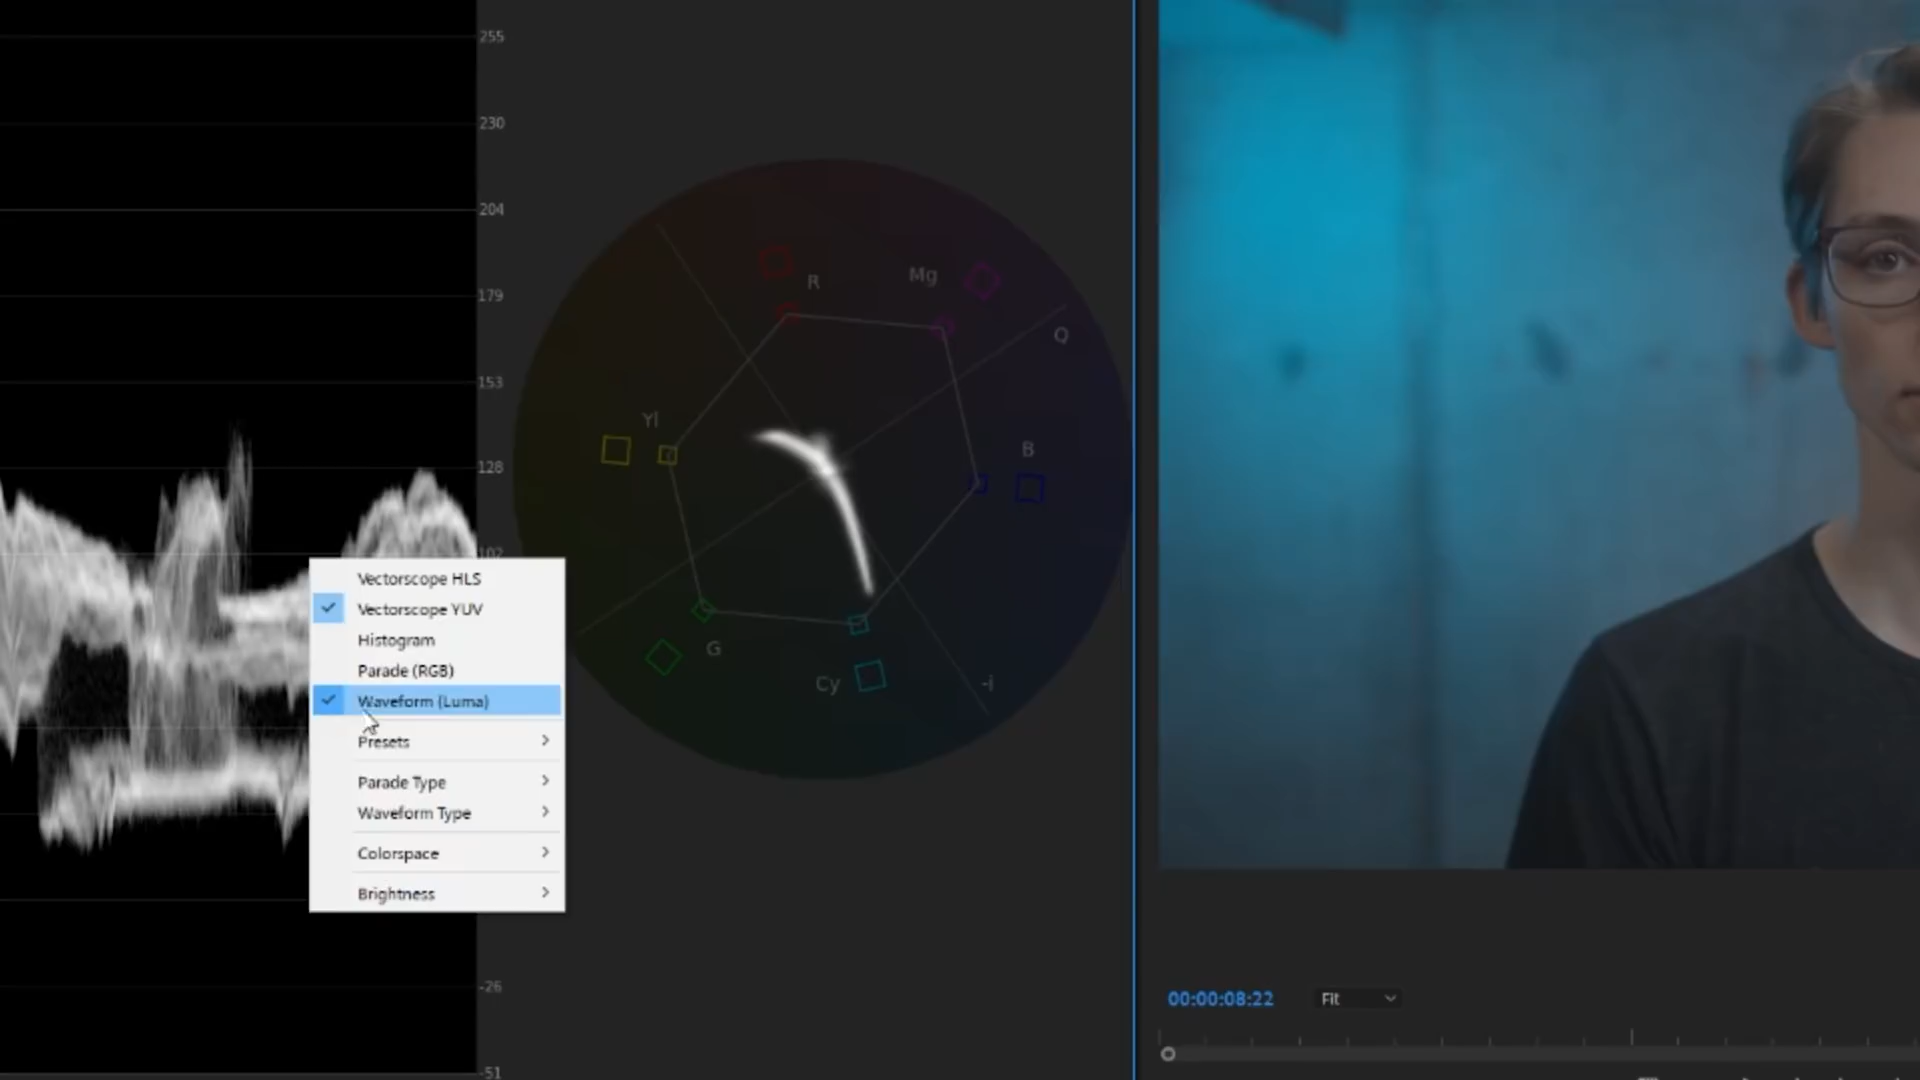 255
230
204
179
153
128
102
-26
-51
R
Mg
Q
Yl
B
G
Cy
-i
Vectorscope HLS
Vectorscope YUV
Histogram
Parade (RGB)
Waveform (Luma)
Presets
Parade Type
Waveform Type
Colorspace
Brightness
00:00:08:22
Fit